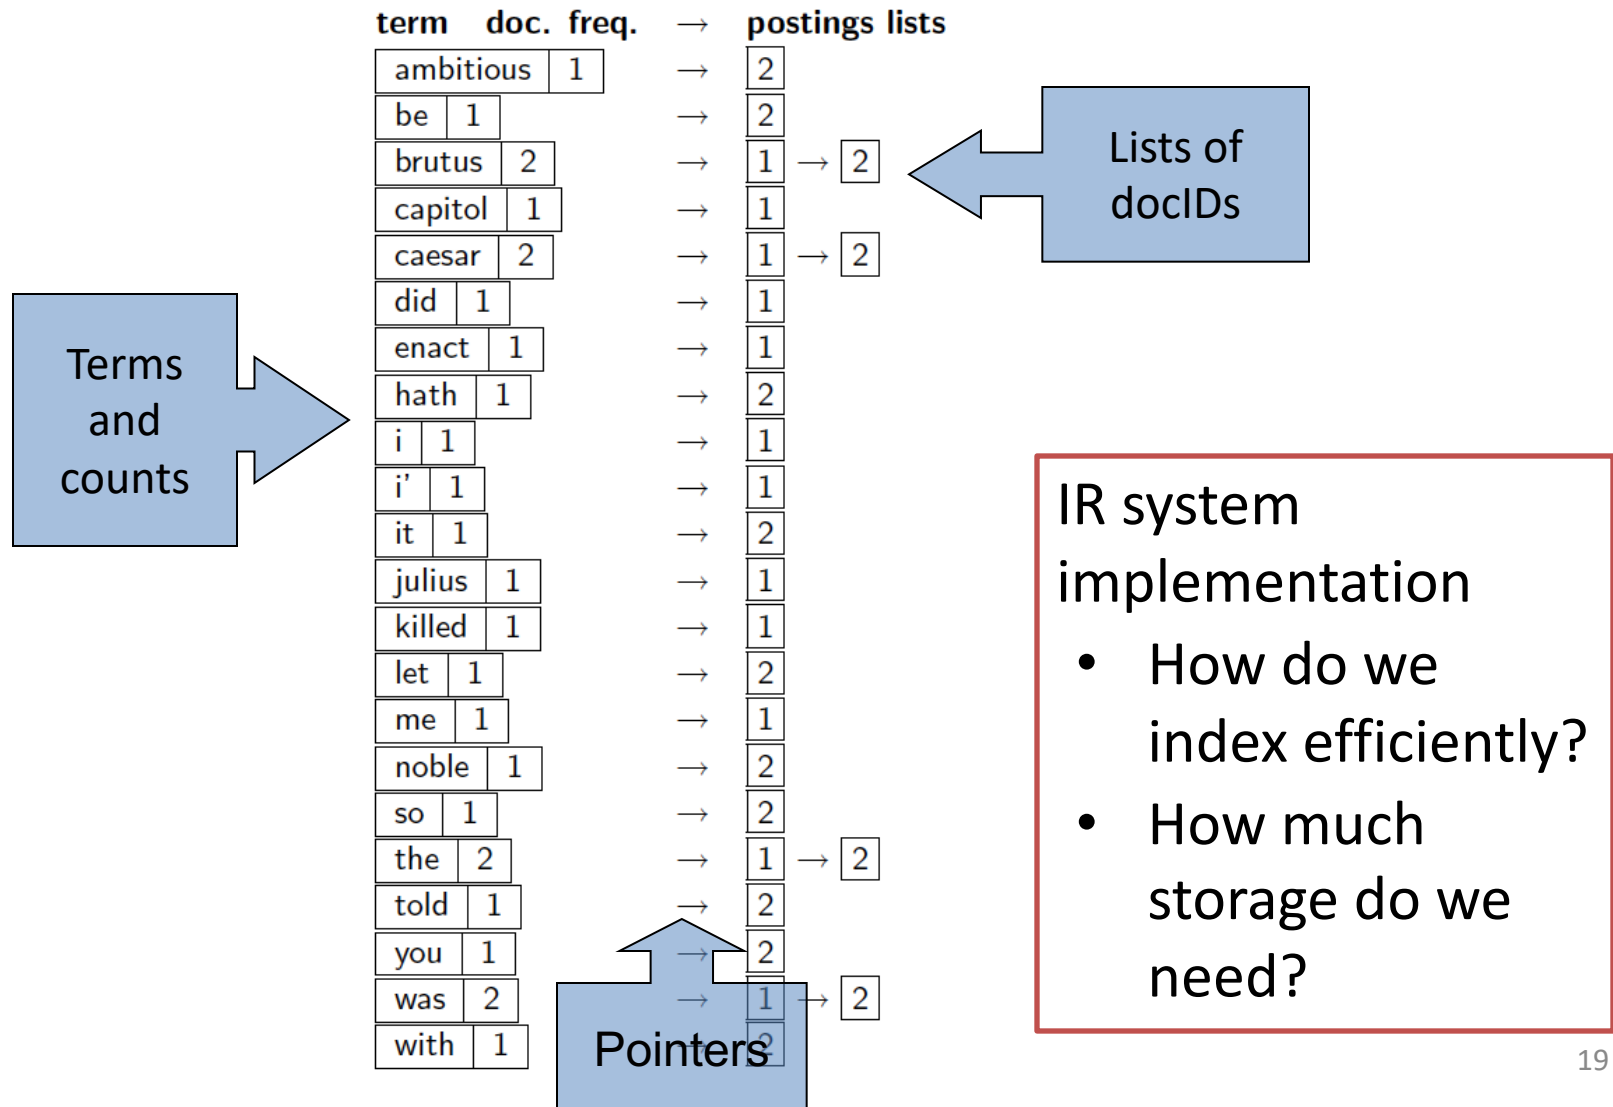 term doc. freq. → postings lists
ambitious 1 → 2
be 1 → 2
brutus 2 → 1 → 2
capitol 1 → 1
caesar 2 → 1 → 2
did 1 → 1
enact 1 → 1
hath 1 → 2
i 1 → 1
i' 1 → 1
it 1 → 2
julius 1 → 1
killed 1 → 1
let 1 → 2
me 1 → 1
noble 1 → 2
so 1 → 2
the 2 → 1 → 2
told 1 → 2
you 1 → 2
was 2 → 1 → 2
with 1 → 2
Terms
and
counts
Lists of
docIDs
Pointers
IR system
implementation
• How do we
index efficiently?
• How much
storage do we
need?
19